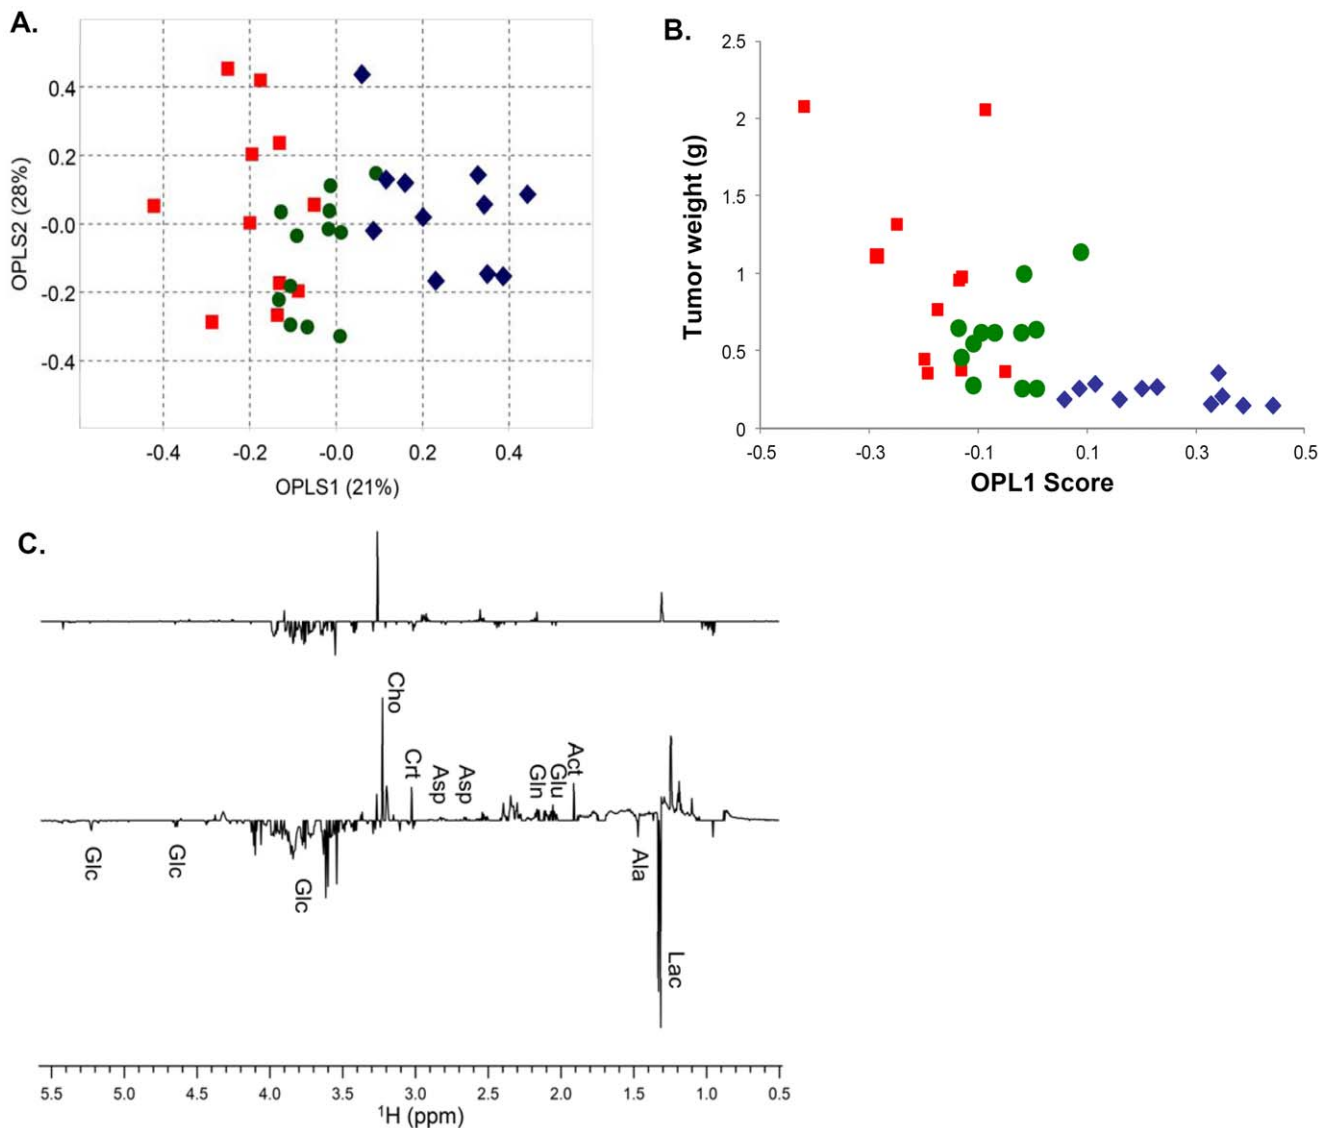 A.
0.4
0.2
-0.0
-0.2
-0.4
OPLS2 (28%)
-0.4
-0.2
-0.0
0.2
0.4
OPLS1 (21%)
B.
2.5
2
1.5
1
0.5
0
Tumor weight (g)
-0.5
-0.3
-0.1
0.1
0.3
0.5
OPL1 Score
C.
Cho
Crt
Asp
Asp
Gln
Glu
Act
Glc
Glc
Glc
Ala
Lac
5.5
5.0
4.5
4.0
3.5
3.0
2.5
2.0
1.5
1.0
0.5
¹H (ppm)